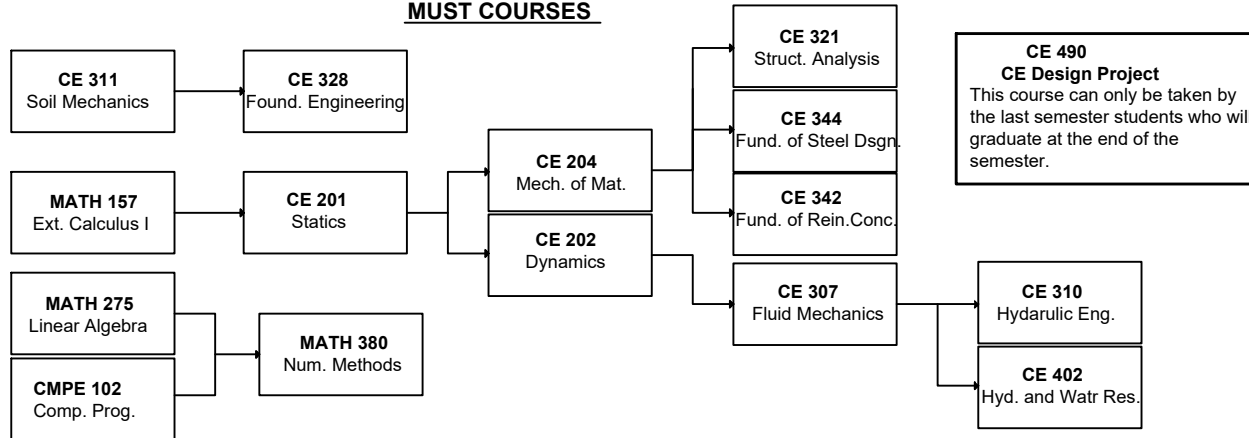 MUST COURSES
CE 311
Soil Mechanics
CE 328
Found. Engineering
MATH 157
Ext. Calculus I
CE 201
Statics
MATH 275
Linear Algebra
CMPE 102
Comp. Prog.
MATH 380
Num. Methods
CE 204
Mech. of Mat.
CE 202
Dynamics
CE 321
Struct. Analysis
CE 344
Fund. of Steel Dsgn.
CE 342
Fund. of Rein.Conc.
CE 307
Fluid Mechanics
CE 310
Hydarulic Eng.
CE 402
Hyd. and Watr Res.
CE 490
CE Design Project
This course can only be taken by
the last semester students who will
graduate at the end of the
semester.